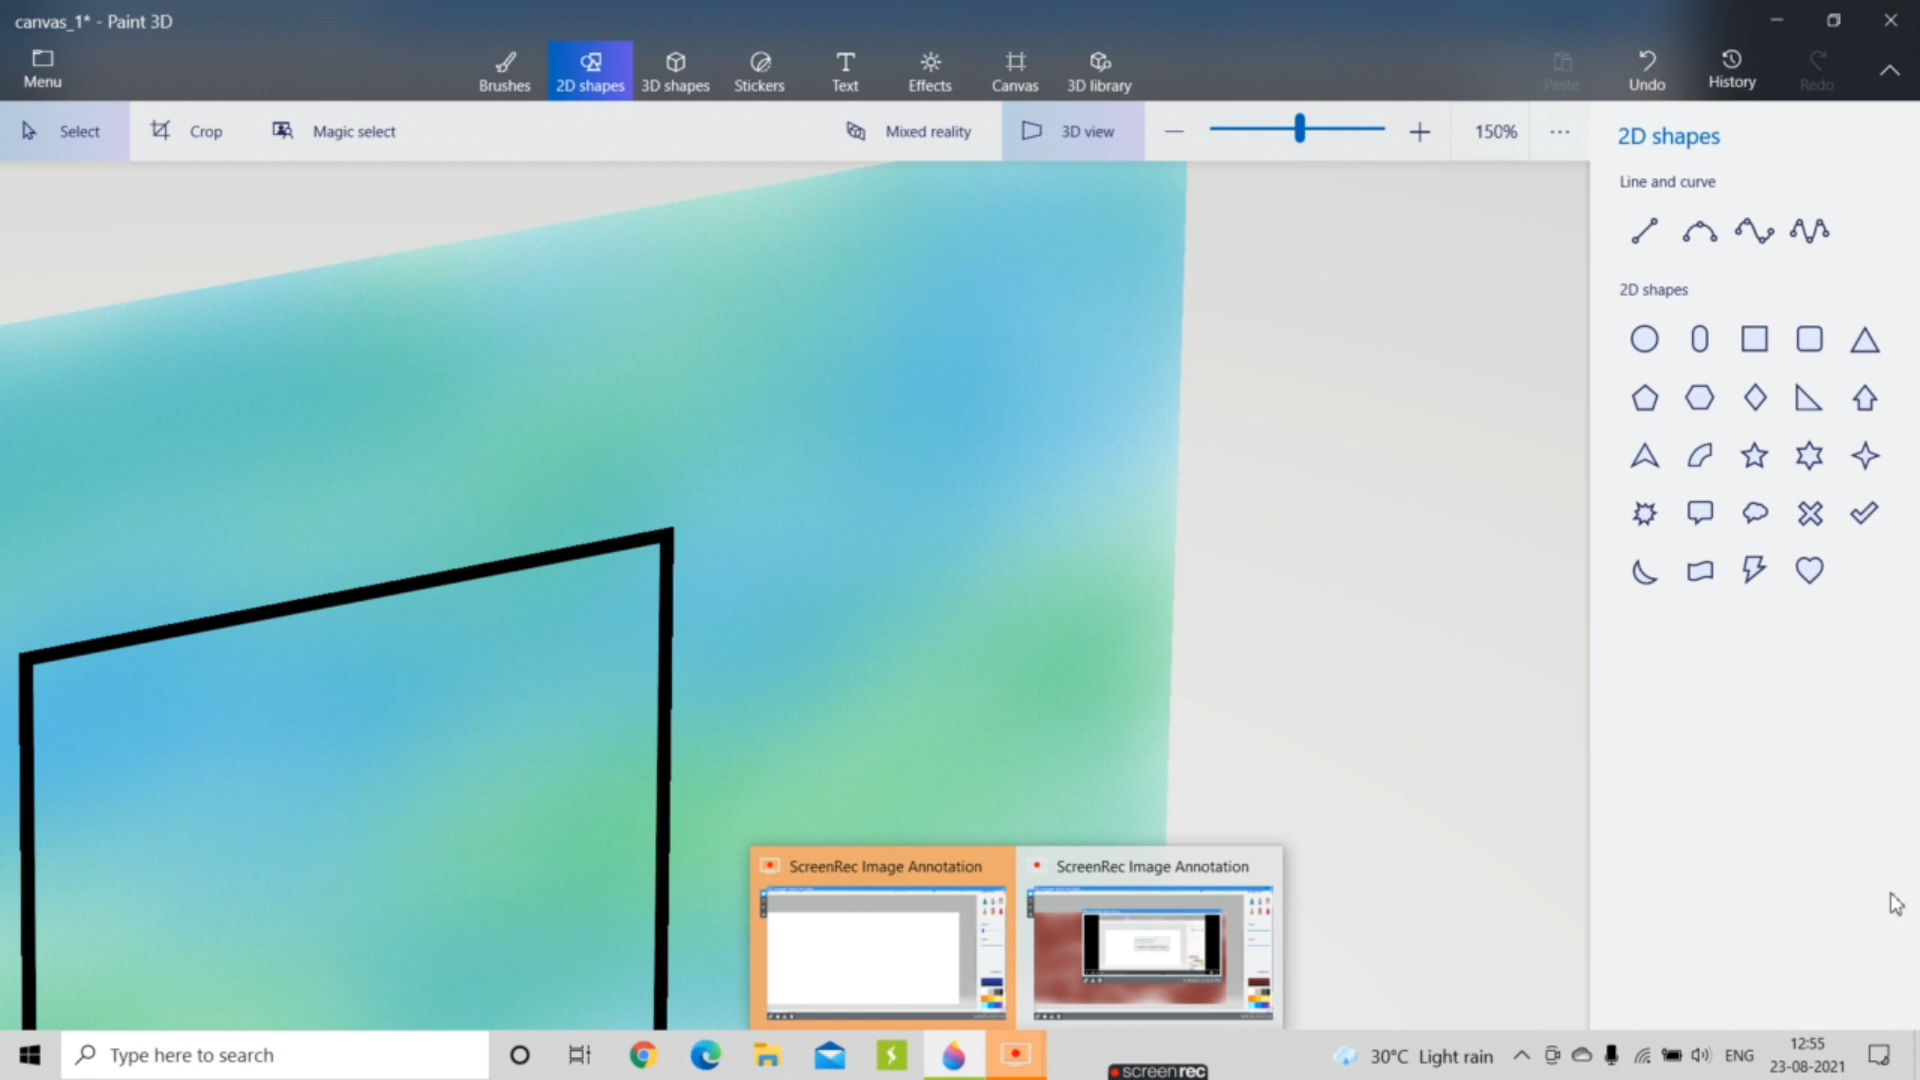 canvas_1* - Paint 3D
Menu
Brushes
2D shapes
3D shapes
Stickers
Text
Effects
Canvas
3D library
Paste
Undo
History
Redo
Select
Crop
Magic select
Mixed reality
3D view
150%
2D shapes
Line and curve
2D shapes
ScreenRec Image Annotation
ScreenRec Image Annotation
Type here to search
30°C Light rain
ENG
12:55
23-08-2021
screenrec